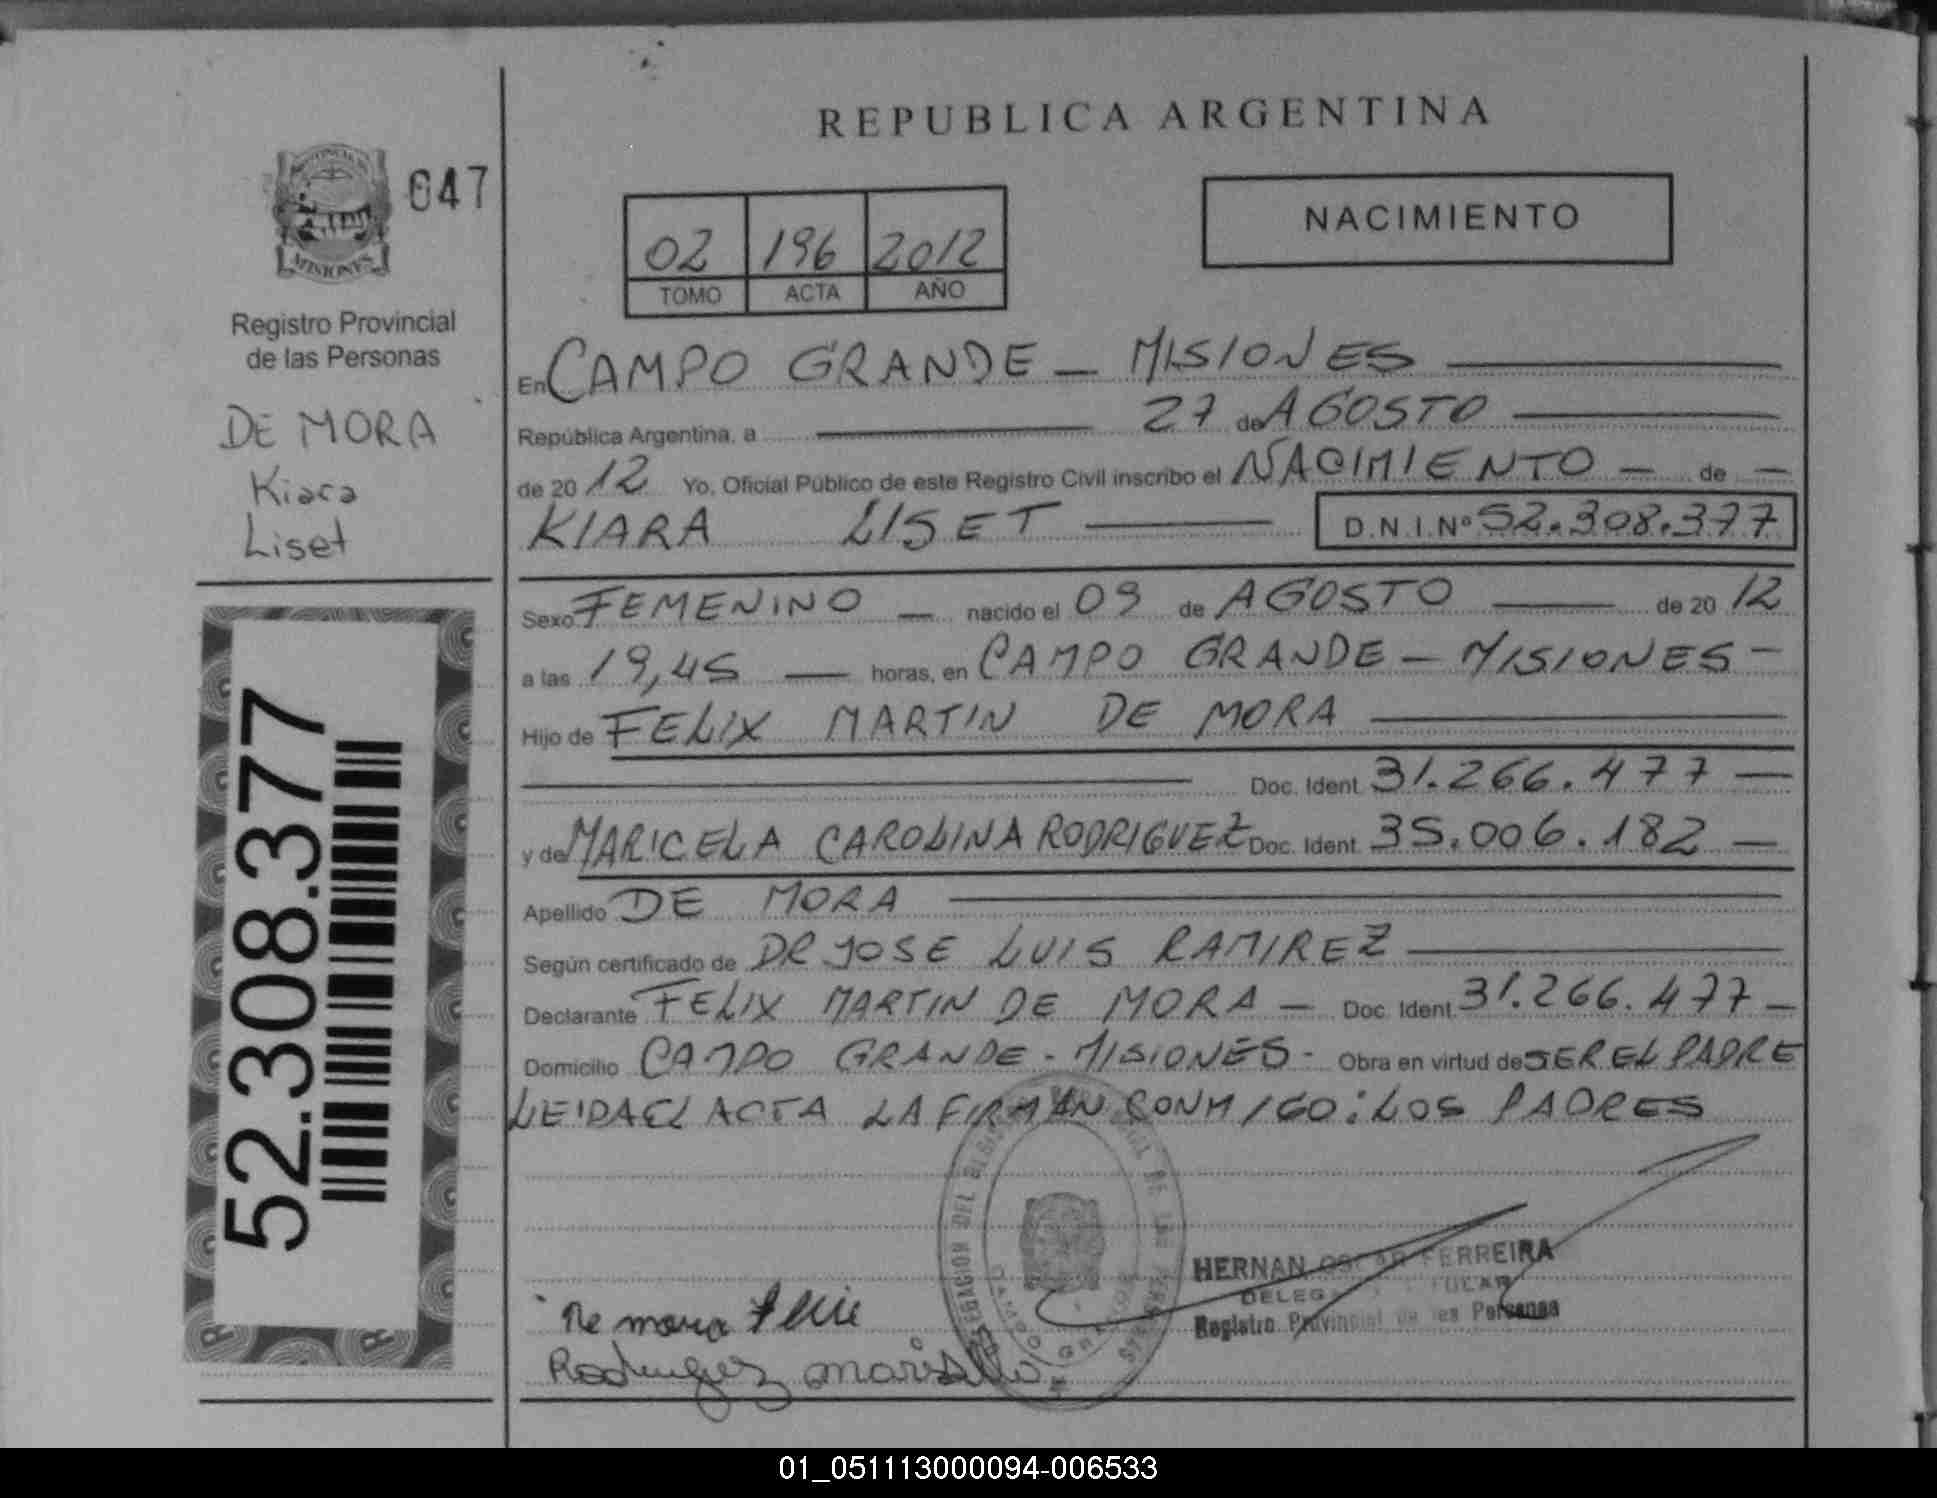 REPUBLICA ARGENTINA
047
NACIMIENTO
02 196 2012
TOMO ACTA AÑO
MISIONES
Registro Provincial
de las Personas
DE MORA
Kiara
Liset
52.308.377
En CAMPO GRANDE - MISIONES
República Argentina, a 27 de AGOSTO
de 2012 Yo, Oficial Público de este Registro Civil inscribo el NACIMIENTO de
KIARA LISET D.N.I.Nº 52.308.377
Sexo FEMENINO nacido el 09 de AGOSTO de 2012
a las 19,45 horas, en CAMPO GRANDE - MISIONES -
Hijo de FELIX MARTIN DE MORA
Doc. Ident. 31.266.477
y de MARICELA CAROLINA RODRIGUEZ Doc. Ident. 35.006.182
Apellido DE MORA
Según certificado de DR JOSE LUIS RAMIREZ
Declarante FELIX MARTIN DE MORA - Doc. Ident. 31.266.477 -
Domicilio CAMPO GRANDE - MISIONES - Obra en virtud de SER EL PADRE
LEIDA EL ACTA LA FIRMAN CONMIGO: LOS PADRES
HERNAN OSCAR FERREIRA
Registro Provincial de las Personas
De mora
Rodriguez
01_051113000094-006533